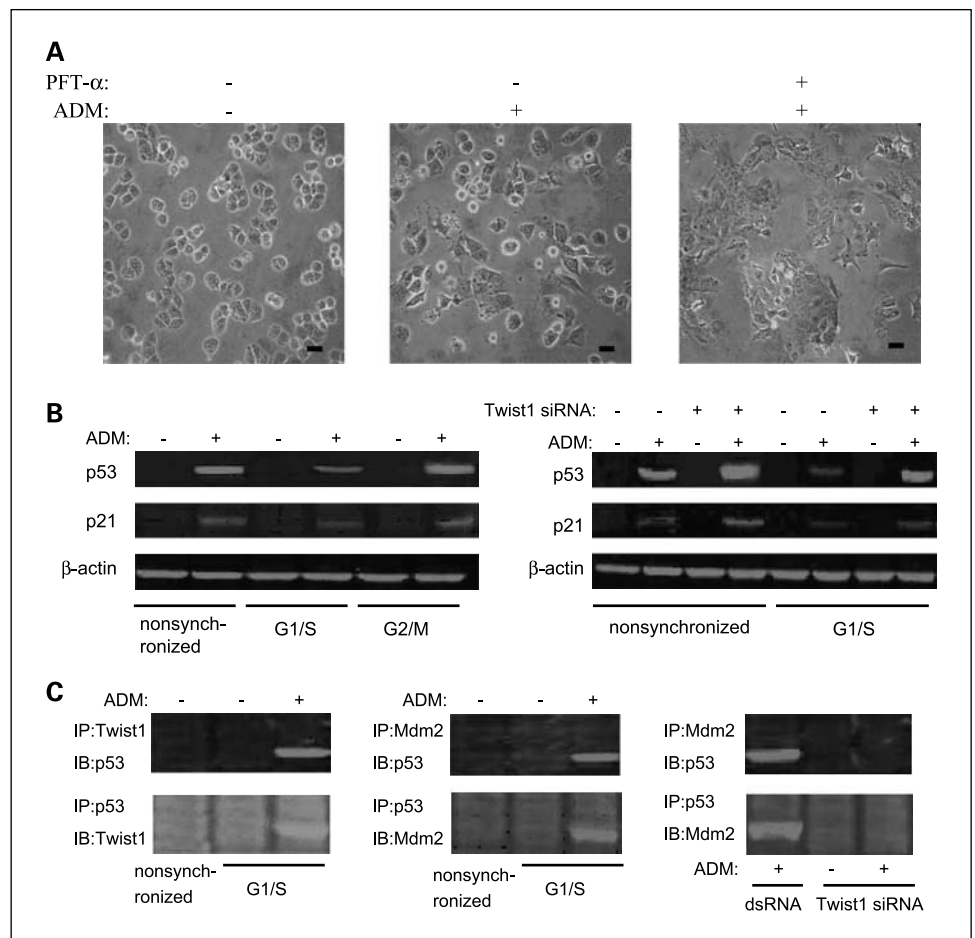 A
PFT-α: - - +
ADM: - + +
B
ADM: - + - + - +
p53
p21
β-actin
nonsynch-
ronized
G1/S
G2/M
Twist1 siRNA: - - + + - - + +
ADM: - + - + - + - +
p53
p21
β-actin
nonsynchronized
G1/S
C
ADM: - - +
IP:Twist1
IB:p53
IP:p53
IB:Twist1
nonsynch-
ronized
G1/S
ADM: - - +
IP:Mdm2
IB:p53
IP:p53
IB:Mdm2
nonsynch-
ronized
G1/S
IP:Mdm2
IB:p53
IP:p53
IB:Mdm2
ADM: + - +
dsRNA
Twist1 siRNA